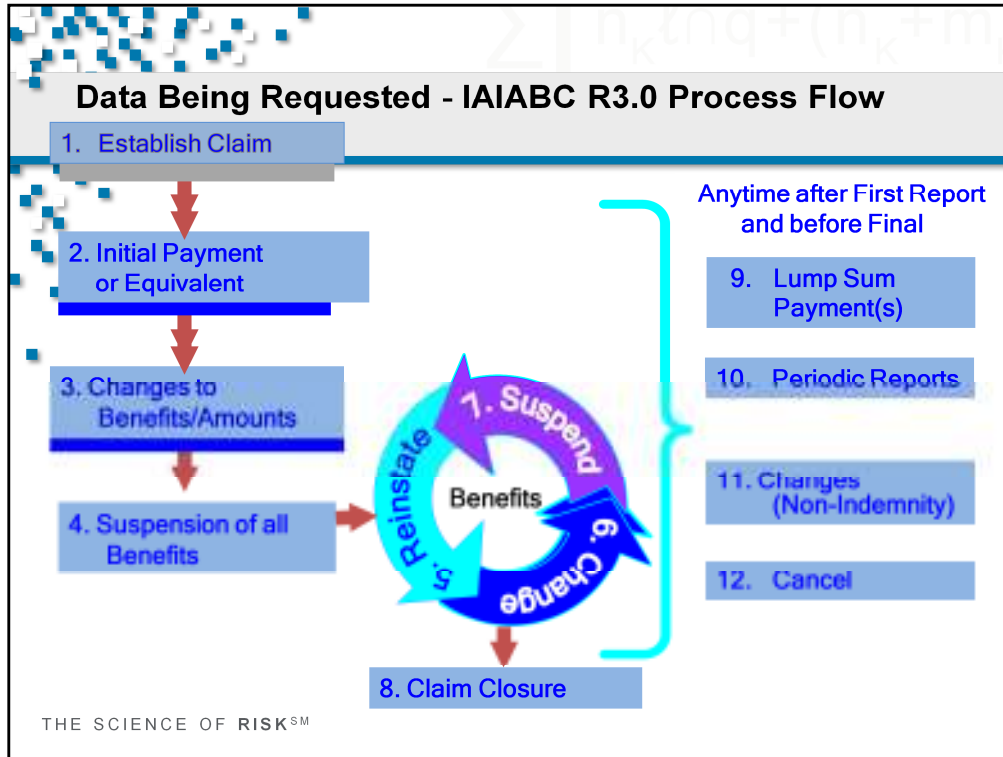 Data Being Requested - IAIABC R3.0 Process Flow
1. Establish Claim
2. Initial Payment
or Equivalent
3. Changes to
Benefits/Amounts
4. Suspension of all
Benefits
5. Reinstate
6. Change
7. Suspend
Benefits
8. Claim Closure
Anytime after First Report
and before Final
9. Lump Sum
Payment(s)
10. Periodic Reports
11. Changes
(Non-Indemnity)
12. Cancel
THE SCIENCE OF RISK℠